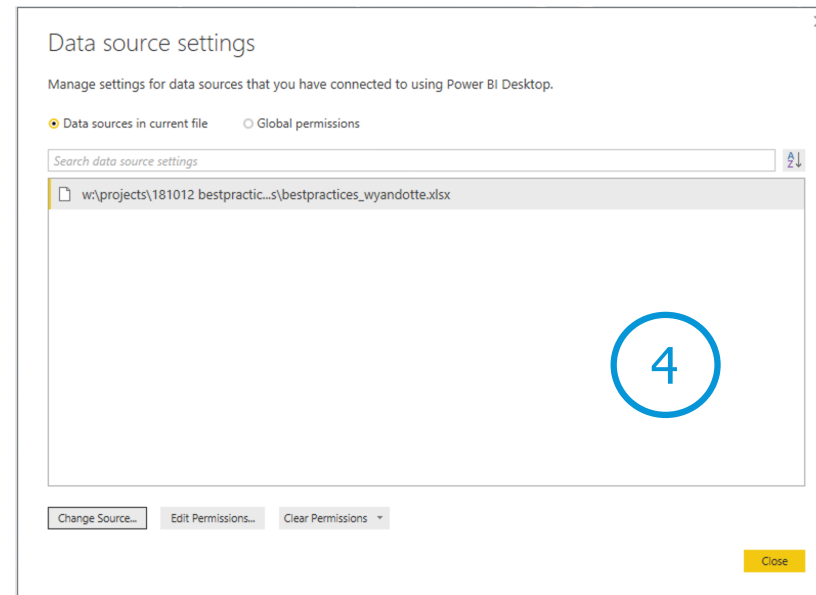 Data source settings
Manage settings for data sources that you have connected to using Power BI Desktop.
Data sources in current file
Global permissions
Search data source settings
w:\projects\181012 bestpractic...s\bestpractices_wyandotte.xlsx
4
Change Source...
Edit Permissions...
Clear Permissions
Close